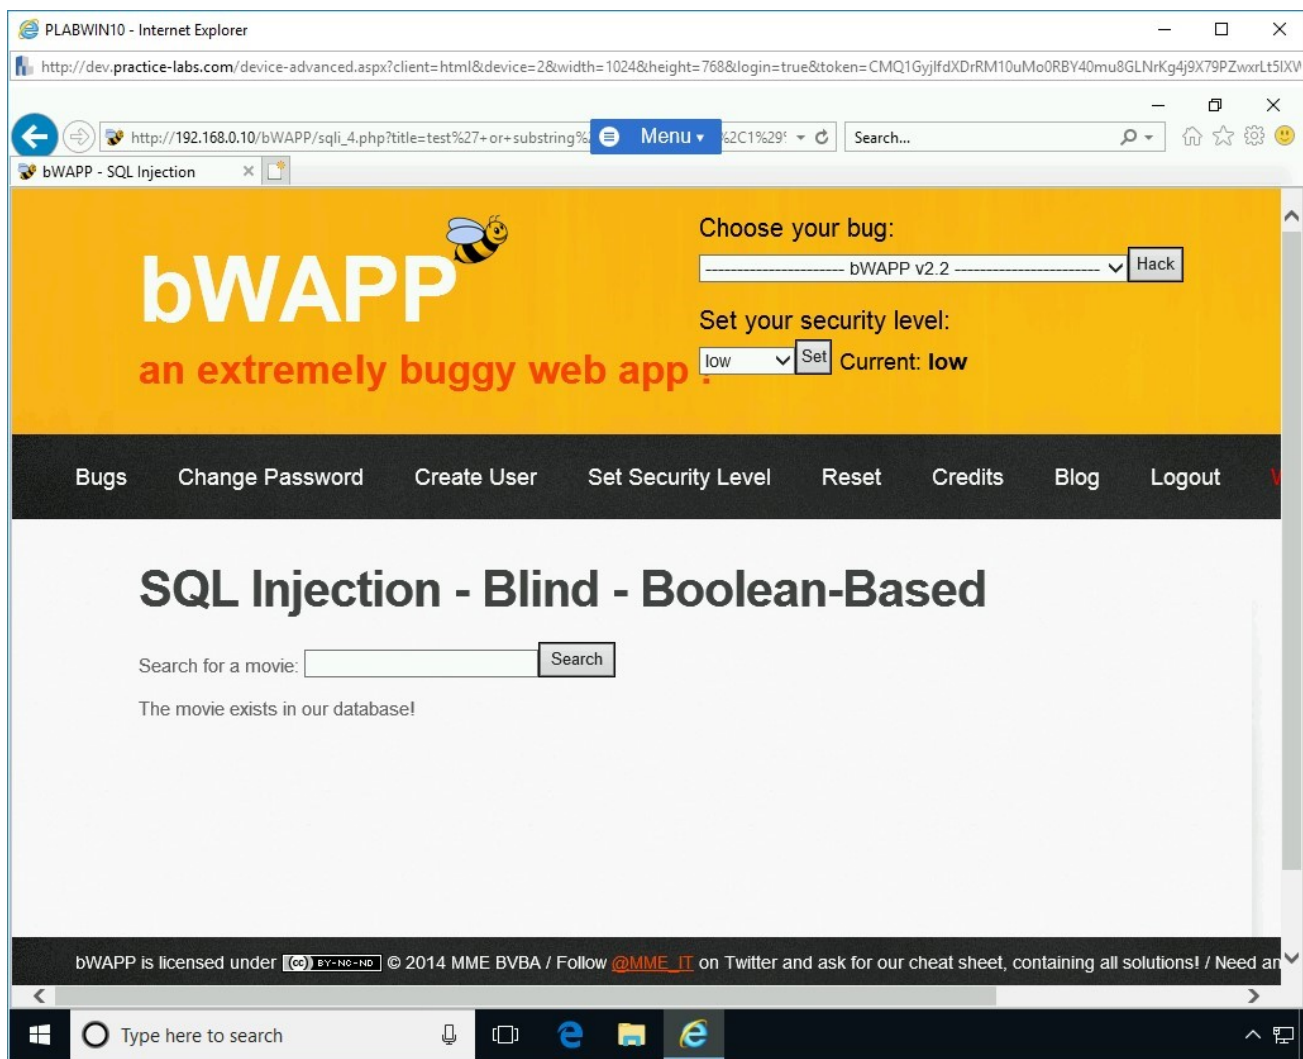 PLABWIN10 - Internet Explorer
http://dev.practice-labs.com/device-advanced.aspx?client=html&device=2&width=1024&height=768&login=true&token=CMQ1GyjlfdXDrRM10uMo0RBY40mu8GLNrKg4j9X79PZwxrLt5lXW
http://192.168.0.10/bWAPP/sqli_4.php?title=test%27+or+substring% Menu %2C1%29 Search...
bWAPP - SQL Injection
Choose your bug:
---------------------- bWAPP v2.2 ----------------------- Hack
bWAPP
Set your security level:
low Set Current: low
an extremely buggy web app !
Bugs Change Password Create User Set Security Level Reset Credits Blog Logout
SQL Injection - Blind - Boolean-Based
Search for a movie: Search
The movie exists in our database!
bWAPP is licensed under (cc) BY-NC-ND © 2014 MME BVBA / Follow @MME_IT on Twitter and ask for our cheat sheet, containing all solutions! / Need an
Type here to search